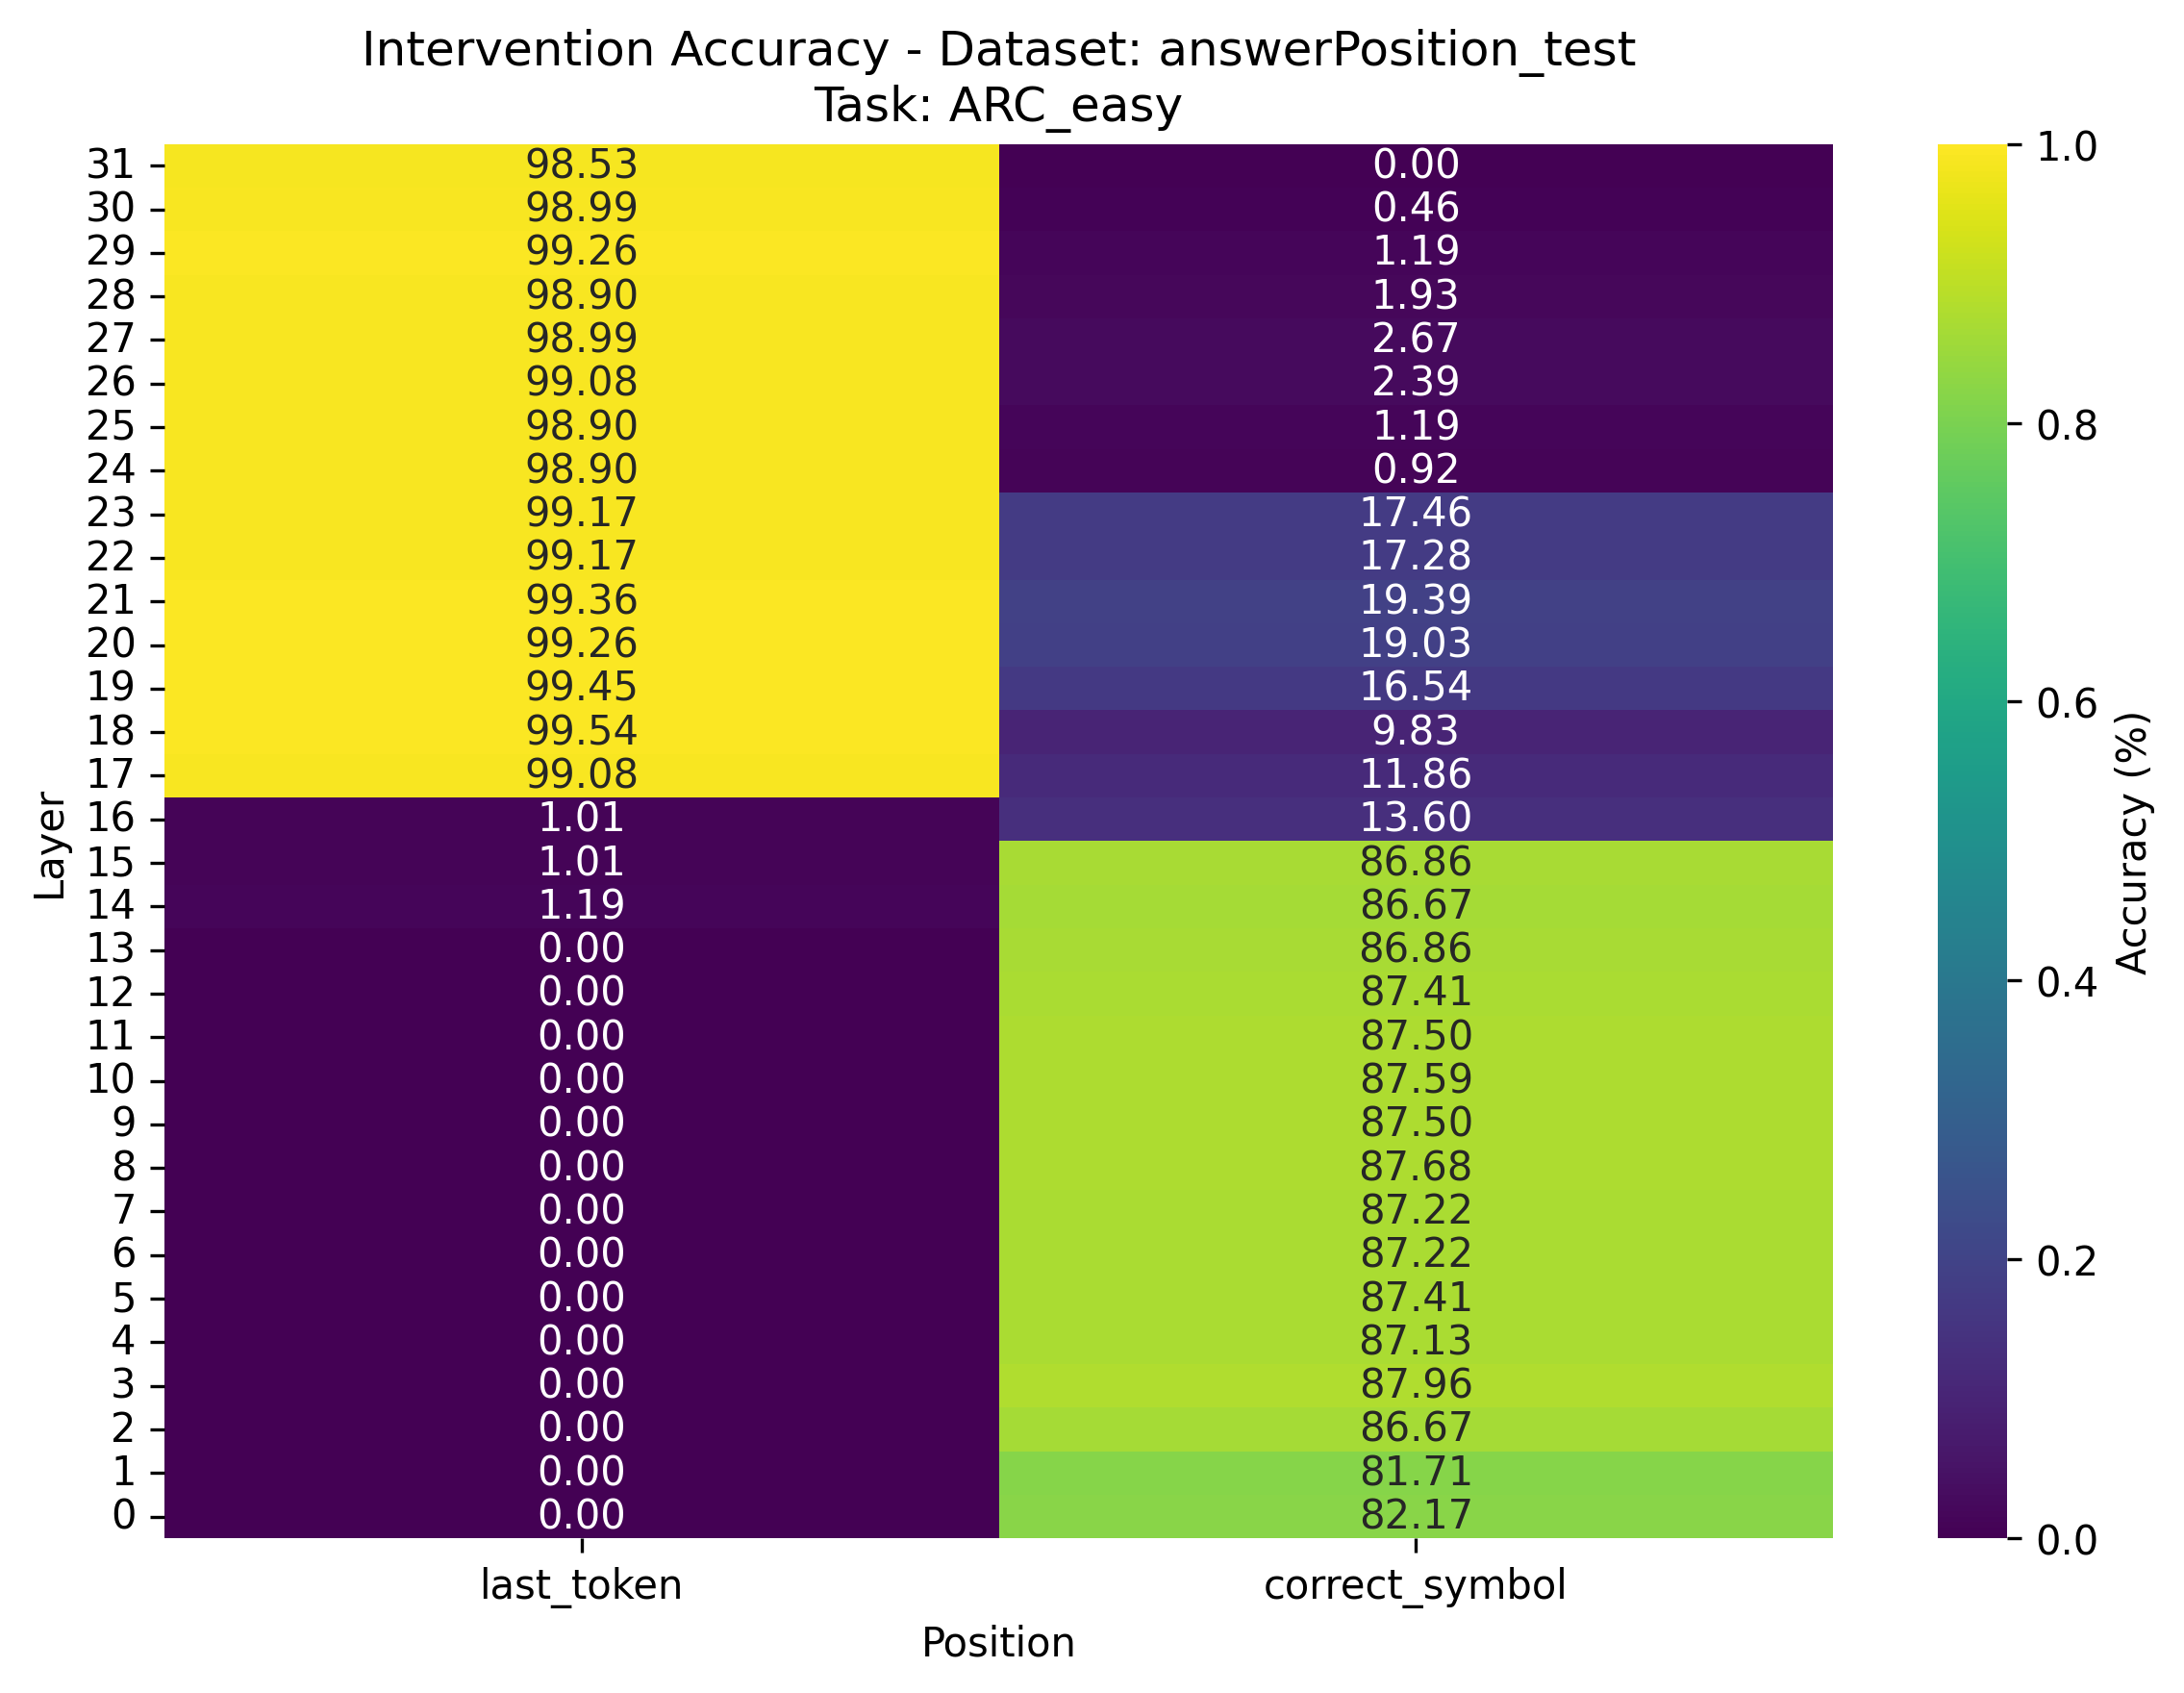 Intervention Accuracy - Dataset: answerPosition_test
Task: ARC_easy
31 98.53 0.00
30 98.99 0.46
29 99.26 1.19
28 98.90 1.93
27 98.99 2.67
26 99.08 2.39
25 98.90 1.19
24 98.90 0.92
23 99.17 17.46
22 99.17 17.28
21 99.36 19.39
20 99.26 19.03
19 99.45 16.54
18 99.54 9.83
17 99.08 11.86
16 1.01 13.60
15 1.01 86.86
14 1.19 86.67
13 0.00 86.86
12 0.00 87.41
11 0.00 87.50
10 0.00 87.59
9 0.00 87.50
8 0.00 87.68
7 0.00 87.22
6 0.00 87.22
5 0.00 87.41
4 0.00 87.13
3 0.00 87.96
2 0.00 86.67
1 0.00 81.71
0 0.00 82.17
last_token correct_symbol
Position
Layer
1.0
0.8
0.6
0.4
0.2
0.0
Accuracy (%)